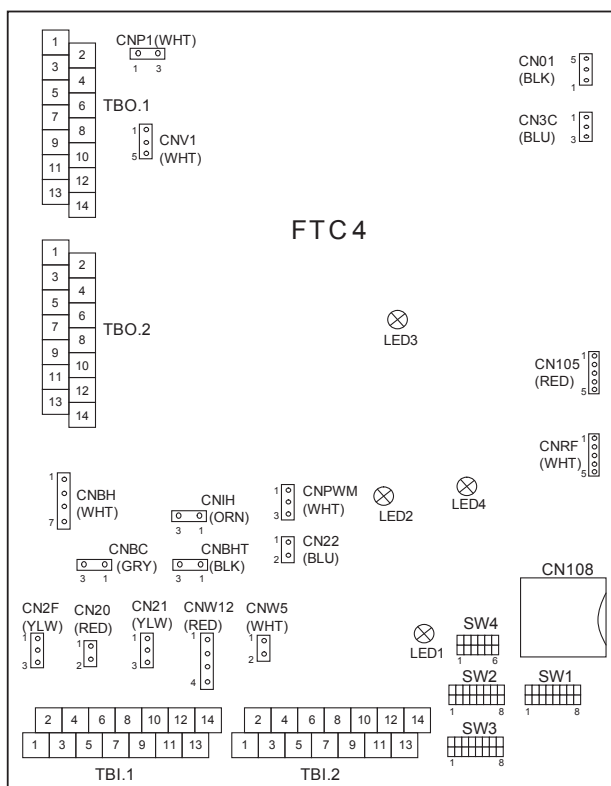 CNP1(WHT)
1 3
1 2 3 4 5 6 7 8 9 10 11 12 13 14
TBO.1
1
5
CNV1
(WHT)
CN01
(BLK)
5
1
CN3C
(BLU)
1
3
FTC4
1 2 3 4 5 6 7 8 9 10 11 12 13 14
TBO.2
LED3
CN105
(RED)
1
5
CNRF
(WHT)
1
5
1
7
CNBH
(WHT)
CNIH
(ORN)
3 1
1
3
CNPWM
(WHT)
LED2
LED4
CNBC
(GRY)
3 1
CNBHT
(BLK)
3 1
2
CN22
(BLU)
CN108
CN2F
(YLW)
1
3
CN20
(RED)
1
2
CN21
(YLW)
1
3
CNW12
(RED)
1
4
CNW5
(WHT)
1
2
LED1
SW4
1 6
SW2
1 8
SW1
1 8
SW3
1 8
2 4 6 8 10 12 14
1 3 5 7 9 11 13
TBI.1
2 4 6 8 10 12 14
1 3 5 7 9 11 13
TBI.2